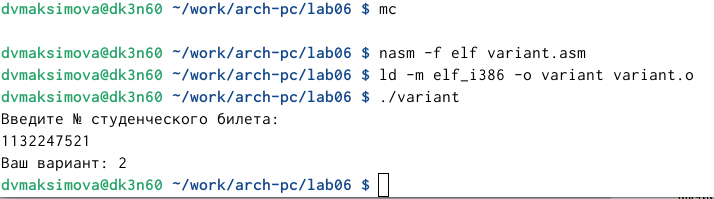 dvmaksimova@dk3n60 ~/work/arch-pc/lab06 $ mc
dvmaksimova@dk3n60 ~/work/arch-pc/lab06 $ nasm -f elf variant.asm
dvmaksimova@dk3n60 ~/work/arch-pc/lab06 $ ld -m elf_i386 -o variant variant.o
dvmaksimova@dk3n60 ~/work/arch-pc/lab06 $ ./variant
Введите № студенческого билета:
1132247521
Ваш вариант: 2
dvmaksimova@dk3n60 ~/work/arch-pc/lab06 $